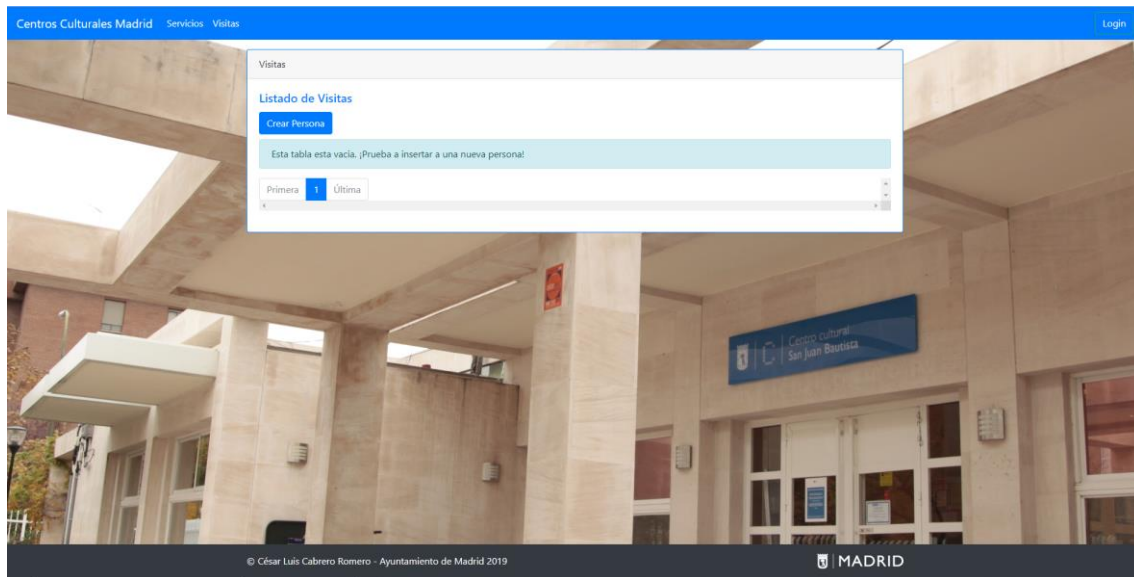 Centros Culturales Madrid Servicios Visitas Login
Visitas
Listado de Visitas
Crear Persona
Esta tabla esta vacía. ¡Prueba a insertar a una nueva persona!
Primera 1 Última
Centro cultural
San Juan Bautista
© César Luis Cabrero Romero - Ayuntamiento de Madrid 2019
MADRID